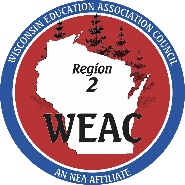 WISCONSIN EDUCATION ASSOCIATION COUNCIL
Region
2
WEAC
AN NEA AFFILIATE